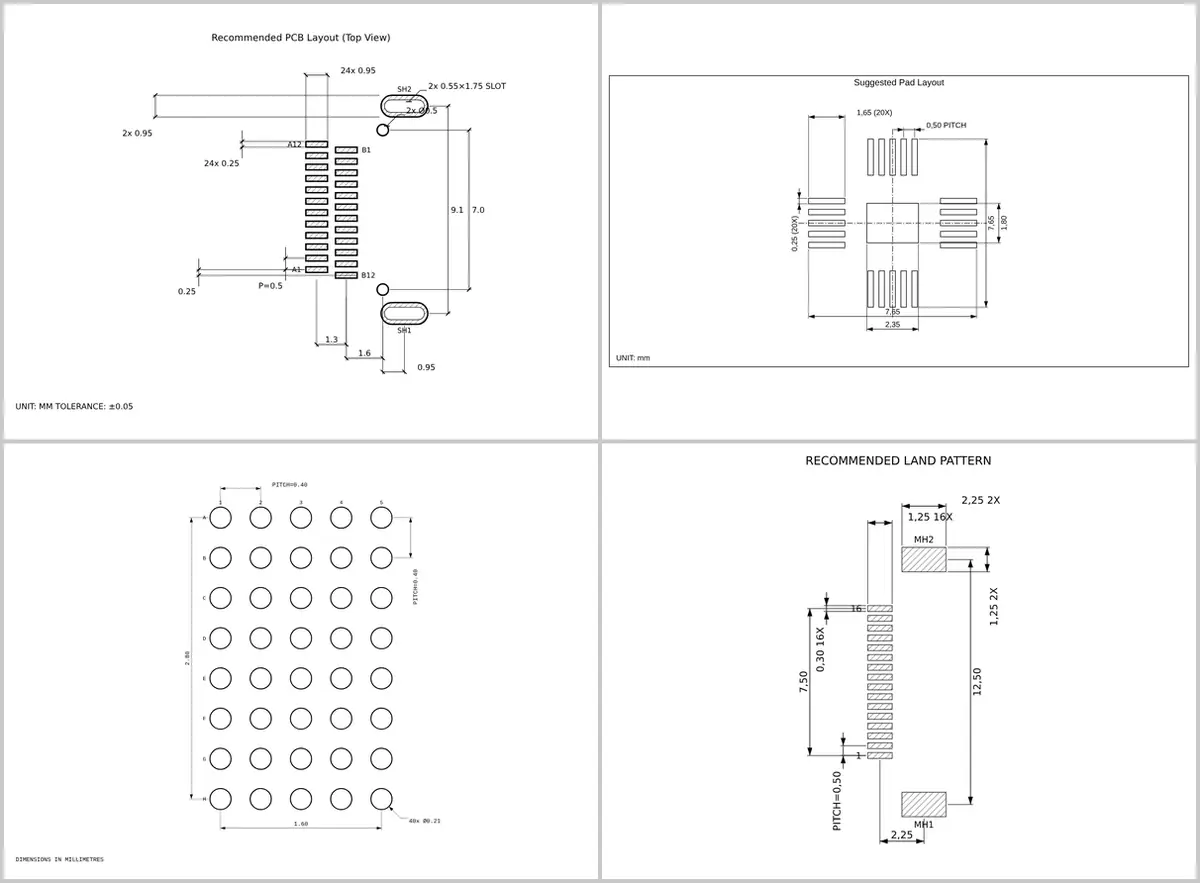 Recommended PCB Layout (Top View)
24x 0.95
SH2
2x 0.55×1.75 SLOT
2x Ø0.5
2x 0.95
A12
B1
24x 0.25
9.1
7.0
A1
B12
0.25
P=0.5
SH1
1.3
1.6
0.95
UNIT: MM TOLERANCE: ±0.05
Suggested Pad Layout
1,65 (20X)
0,50 PITCH
0,25 (20X)
7,65
1,80
7,65
2,35
UNIT: mm
PITCH=0.40
1
2
3
4
5
A
B
PITCH=0.40
C
D
2.80
E
F
G
H
40x Ø0.21
1.60
DIMENSIONS IN MILLIMETRES
RECOMMENDED LAND PATTERN
2,25 2X
1,25 16X
MH2
1,25 2X
16
0,30 16X
7,50
12,50
1
PITCH=0,50
MH1
2,25